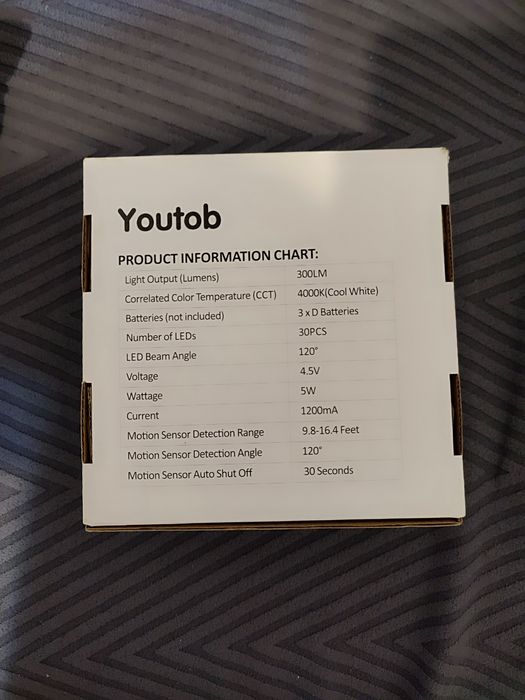 Youtob
PRODUCT INFORMATION CHART:
Light Output (Lumens) 300LM
Correlated Color Temperature (CCT) 4000K(Cool White)
Batteries (not included) 3 x D Batteries
Number of LEDs 30PCS
LED Beam Angle 120°
Voltage 4.5V
Wattage 5W
Current 1200mA
Motion Sensor Detection Range 9.8-16.4 Feet
Motion Sensor Detection Angle 120°
Motion Sensor Auto Shut Off 30 Seconds